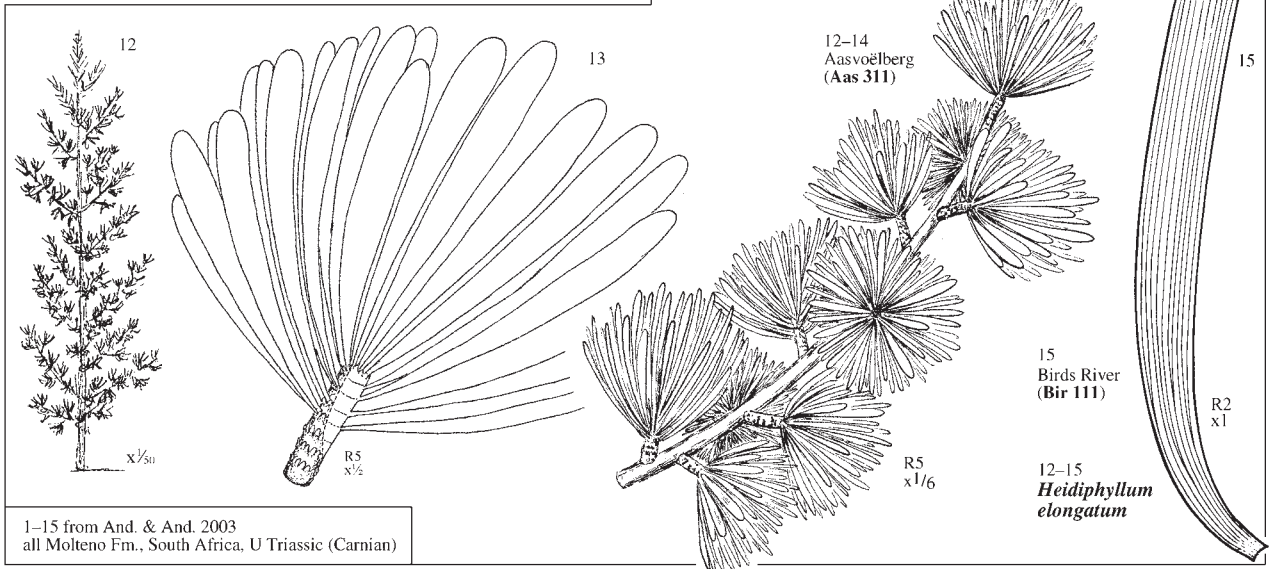 12
13
12–14
Aasvoëlberg
(Aas 311)
15
15
Birds River
(Bir 111)
R2
x1
x1/50
R5
x½
R5
x1/6
12–15
Heidiphyllum
elongatum
1–15 from And. & And. 2003
all Molteno Fm., South Africa, U Triassic (Carnian)